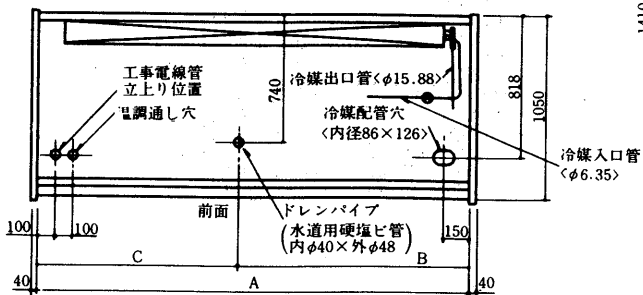 1410
工事電線管
立上り位置
温調通し穴
740
冷媒出口管<φ15.88>
冷媒配管穴
<内径86×126>
818
1050
冷媒入口管
<φ6.35>
前面
ドレンパイプ
(水道用硬塩ビ管
内φ40×外φ48)
100
100
150
C
B
A
40
40